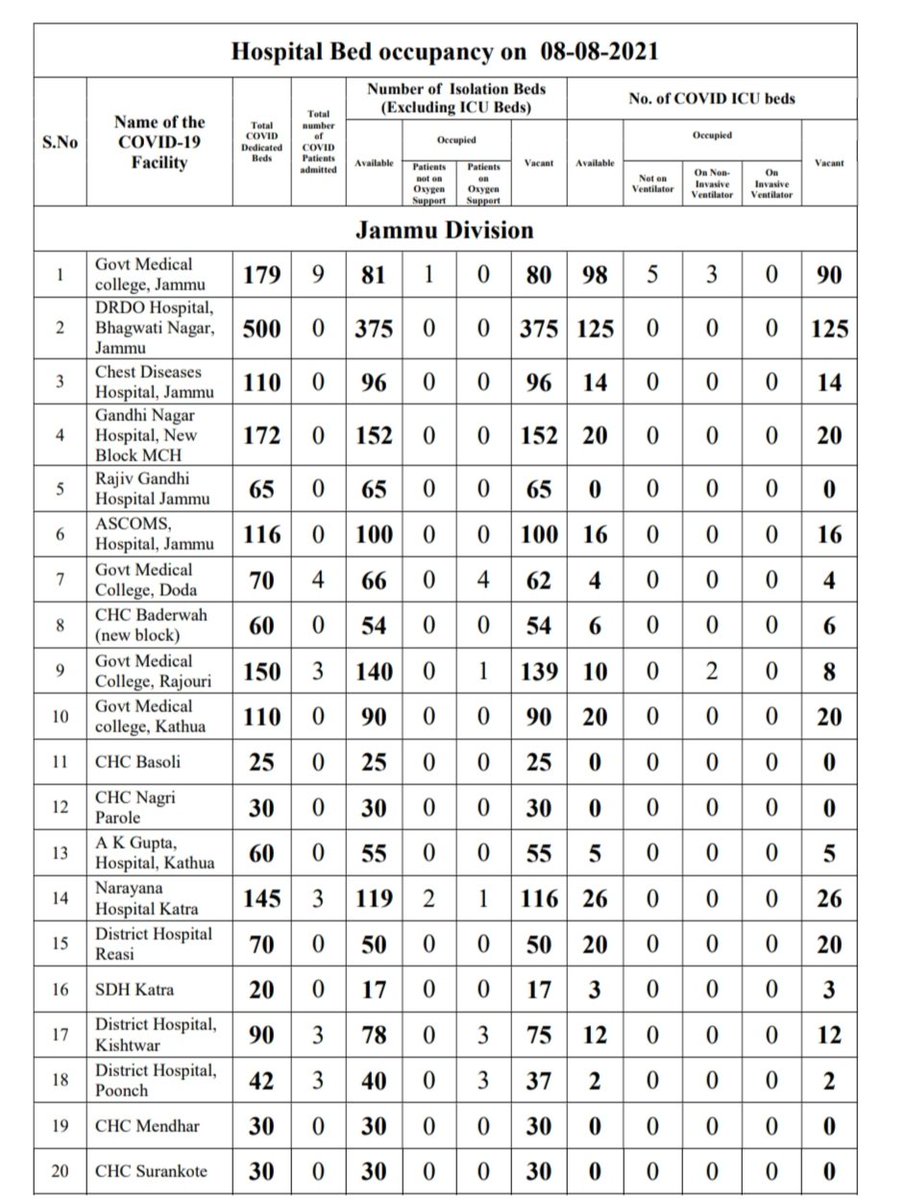 Hospital Bed occupancy on 08-08-2021
S.No
Name of the
COVID-19
Facility
Total
COVID
Dedicated
Beds
Total
number
of
COVID
Patients
admitted
Number of Isolation Beds
(Excluding ICU Beds)
Available
Occupied
Patients
not on
Oxygen
Support
Patients
on
Oxygen
Support
Vacant
No. of COVID ICU beds
Available
Occupied
Not on
Ventilator
On Non-
Invasive
Ventilator
On
Invasive
Ventilator
Vacant
Jammu Division
1 Govt Medical
college, Jammu 179 9 81 1 0 80 98 5 3 0 90
2 DRDO Hospital,
Bhagwati Nagar,
Jammu 500 0 375 0 0 375 125 0 0 0 125
3 Chest Diseases
Hospital, Jammu 110 0 96 0 0 96 14 0 0 0 14
4 Gandhi Nagar
Hospital, New
Block MCH 172 0 152 0 0 152 20 0 0 0 20
5 Rajiv Gandhi
Hospital Jammu 65 0 65 0 0 65 0 0 0 0 0
6 ASCOMS,
Hospital, Jammu 116 0 100 0 0 100 16 0 0 0 16
7 Govt Medical
College, Doda 70 4 66 0 4 62 4 0 0 0 4
8 CHC Baderwah
(new block) 60 0 54 0 0 54 6 0 0 0 6
9 Govt Medical
College, Rajouri 150 3 140 0 1 139 10 0 2 0 8
10 Govt Medical
college, Kathua 110 0 90 0 0 90 20 0 0 0 20
11 CHC Basoli 25 0 25 0 0 25 0 0 0 0 0
12 CHC Nagri
Parole 30 0 30 0 0 30 0 0 0 0 0
13 A K Gupta,
Hospital, Kathua 60 0 55 0 0 55 5 0 0 0 5
14 Narayana
Hospital Katra 145 3 119 2 1 116 26 0 0 0 26
15 District Hospital
Reasi 70 0 50 0 0 50 20 0 0 0 20
16 SDH Katra 20 0 17 0 0 17 3 0 0 0 3
17 District Hospital,
Kishtwar 90 3 78 0 3 75 12 0 0 0 12
18 District Hospital,
Poonch 42 3 40 0 3 37 2 0 0 0 2
19 CHC Mendhar 30 0 30 0 0 30 0 0 0 0 0
20 CHC Surankote 30 0 30 0 0 30 0 0 0 0 0